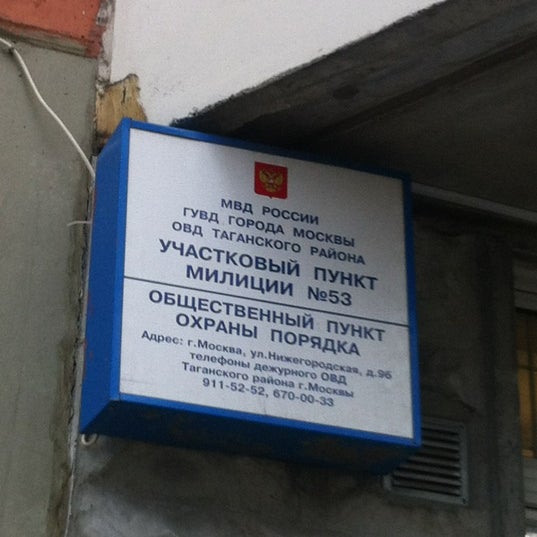 МВД РОССИИ
ГУВД ГОРОДА МОСКВЫ
ОВД ТАГАНСКОГО РАЙОНА
УЧАСТКОВЫЙ ПУНКТ
МИЛИЦИИ №53
ОБЩЕСТВЕННЫЙ ПУНКТ
ОХРАНЫ ПОРЯДКА
Адрес: г.Москва, ул.Нижегородская, д.9б
телефоны дежурного ОВД
Таганского района г.Москвы
911-52-52, 670-00-33